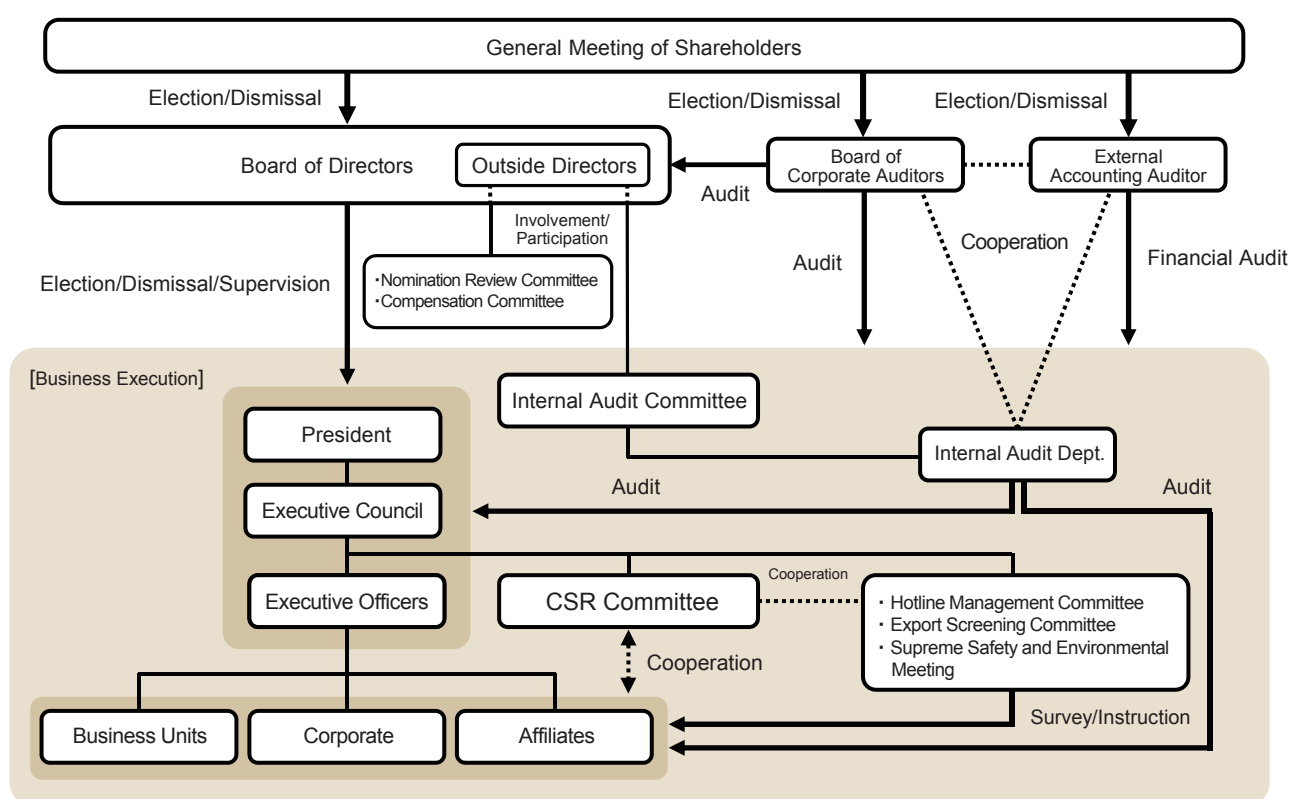 General Meeting of Shareholders
Election/Dismissal
Election/Dismissal
Election/Dismissal
Board of Directors
Outside Directors
Board of
Corporate Auditors
External
Accounting Auditor
Audit
Involvement/
Participation
Cooperation
Election/Dismissal/Supervision
Audit
Financial Audit
・Nomination Review Committee
・Compensation Committee
[Business Execution]
Internal Audit Committee
President
Internal Audit Dept.
Audit
Audit
Executive Council
Cooperation
Executive Officers
CSR Committee
・Hotline Management Committee
・Export Screening Committee
・Supreme Safety and Environmental
Meeting
Cooperation
Survey/Instruction
Business Units
Corporate
Affiliates